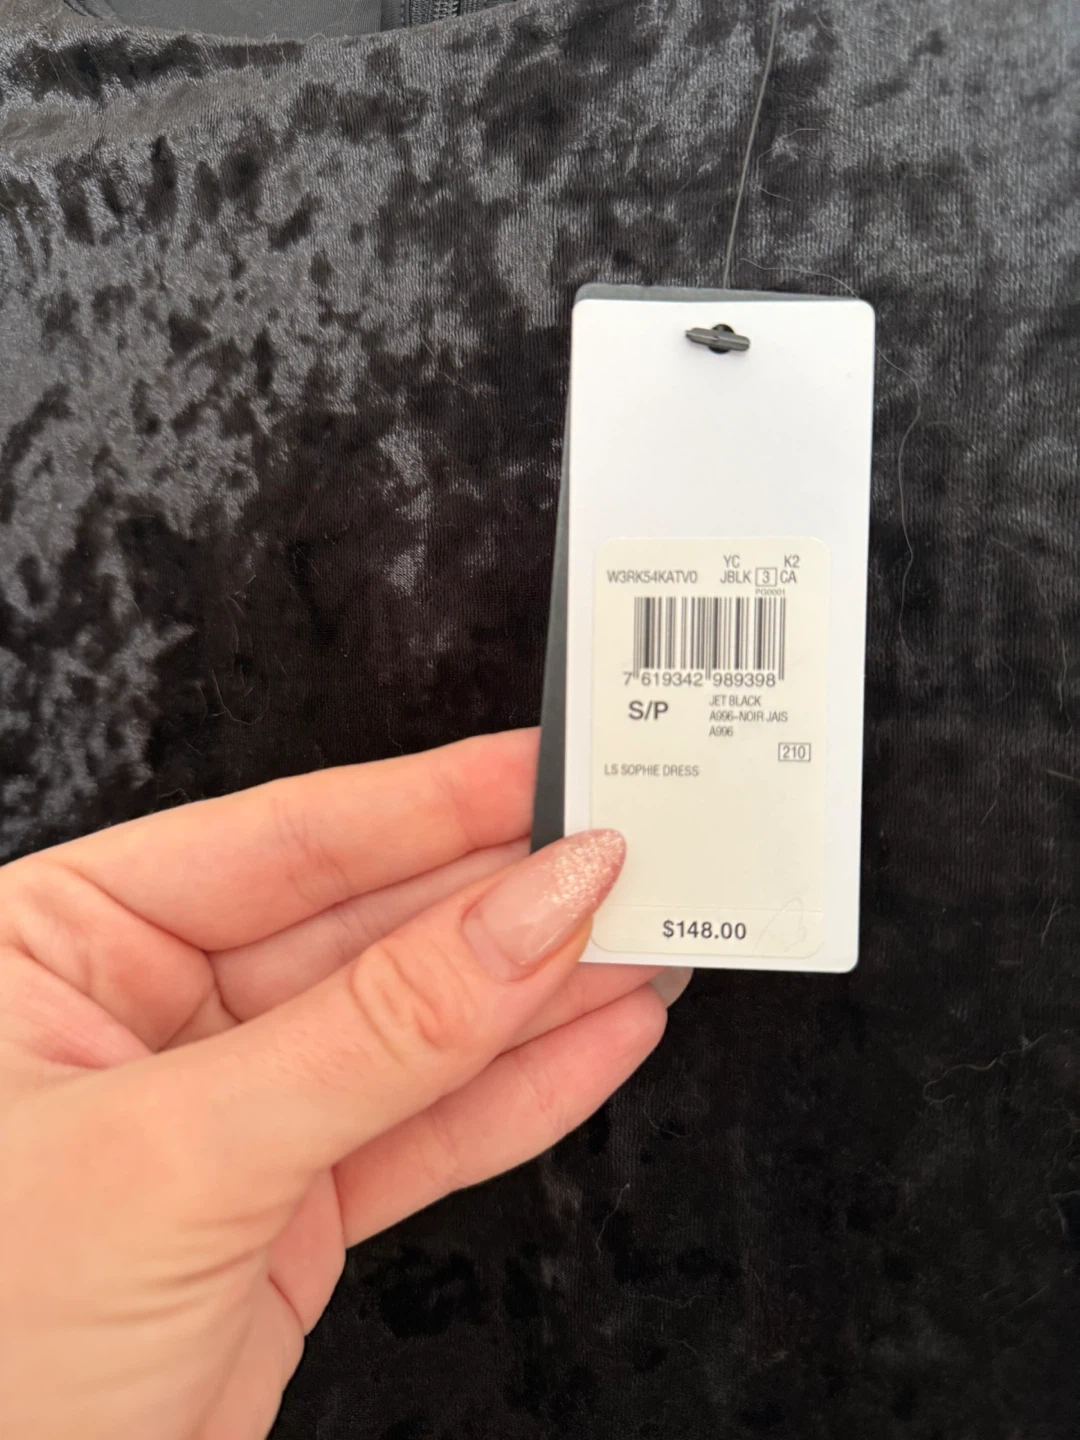 YC K2
W3RK54KATV0 JBLK 3 CA
PG0001
7 619342 989398
S/P
JET BLACK
A996-NOIR JAIS
A996
210
LS SOPHIE DRESS
$148.00